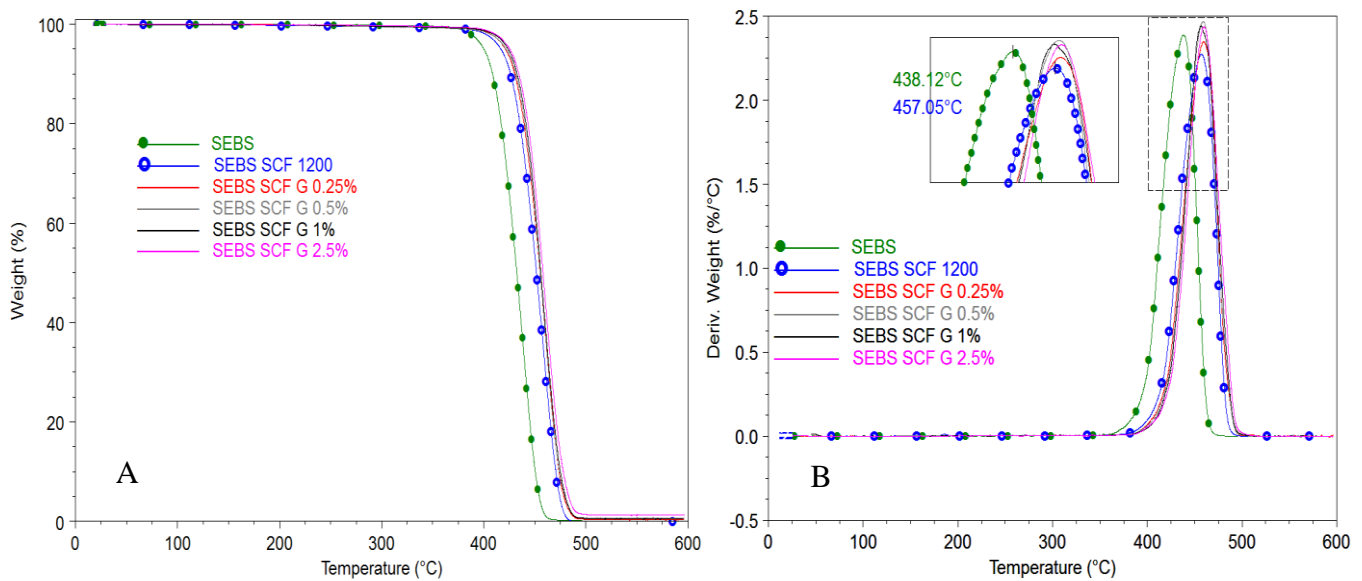 100
80
60
40
20
0
Weight (%)
SEBS
SEBS SCF 1200
SEBS SCF G 0.25%
SEBS SCF G 0.5%
SEBS SCF G 1%
SEBS SCF G 2.5%
A
0
100
200
300
400
500
600
Temperature (°C)
2.5
2.0
1.5
1.0
0.5
0.0
-0.5
Deriv. Weight (%/°C)
438.12°C
457.05°C
SEBS
SEBS SCF 1200
SEBS SCF G 0.25%
SEBS SCF G 0.5%
SEBS SCF G 1%
SEBS SCF G 2.5%
B
0
100
200
300
400
500
600
Temperature (°C)